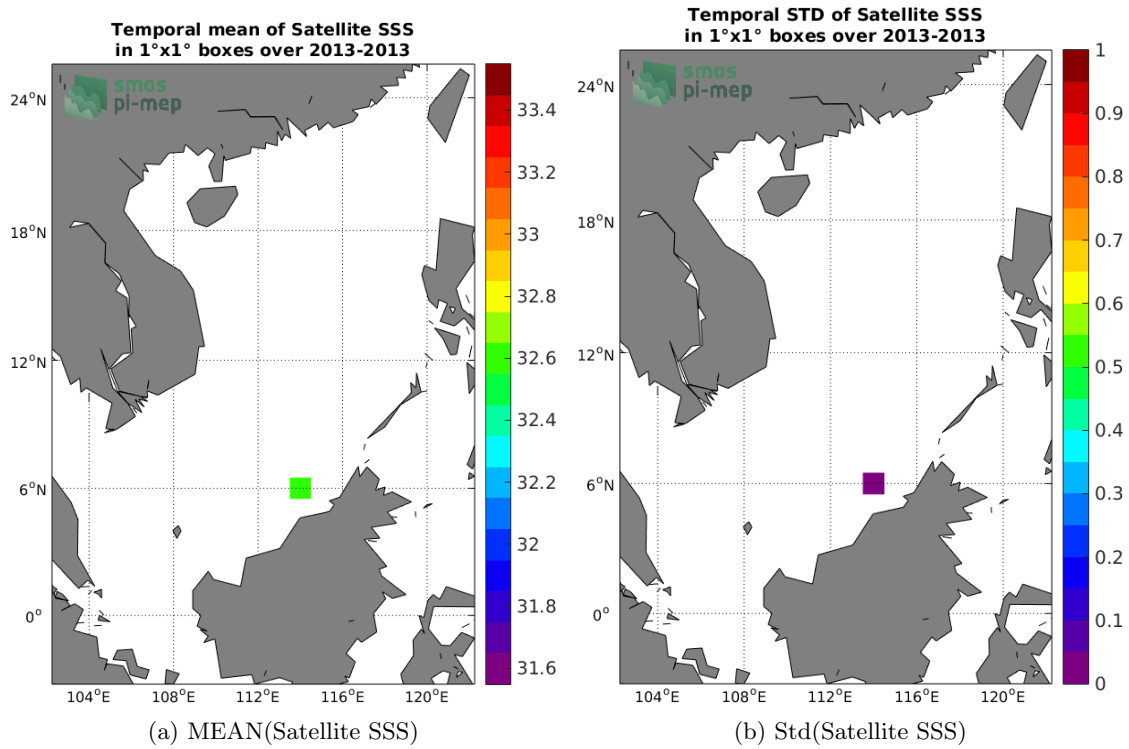 Temporal mean of Satellite SSS
in 1°x1° boxes over 2013-2013
smos
pi-mep
24°N
18°N
12°N
6°N
0°
104°E
108°E
112°E
116°E
120°E
33.4
33.2
33
32.8
32.6
32.4
32.2
32
31.8
31.6
(a) MEAN(Satellite SSS)
Temporal STD of Satellite SSS
in 1°x1° boxes over 2013-2013
smos
pi-mep
24°N
18°N
12°N
6°N
0°
104°E
108°E
112°E
116°E
120°E
1
0.9
0.8
0.7
0.6
0.5
0.4
0.3
0.2
0.1
0
(b) Std(Satellite SSS)